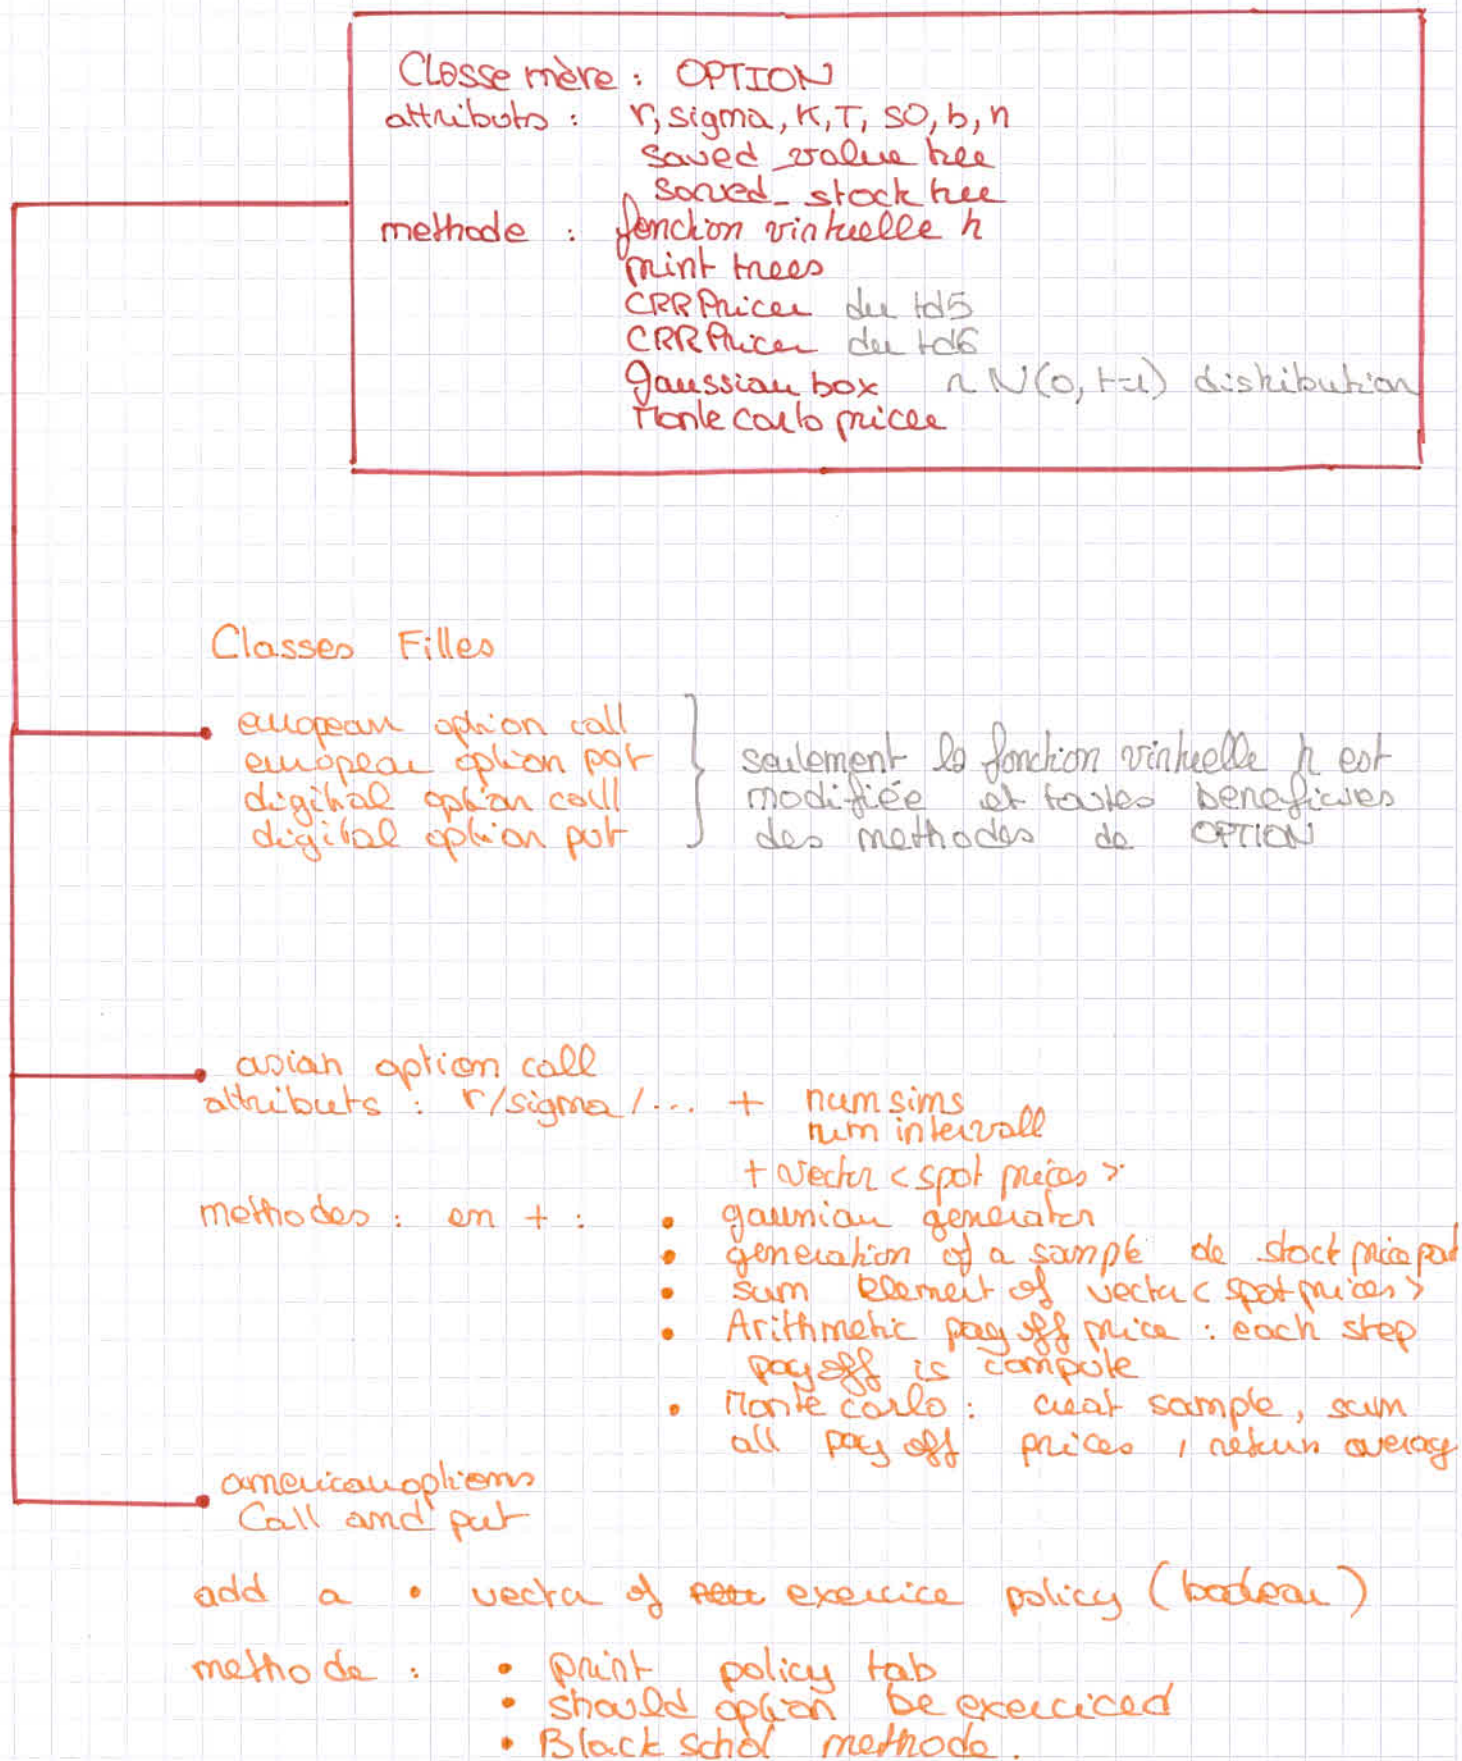 Classe mère : OPTION
attributs : r, sigma, K, T, S0, b, n
saved_value tree
saved_stock tree
methode : fonction virtuelle h
print trees
CRRPricer du td5
CRRPricer du td6
gaussian box ~ N(0, t=1) distribution
Monte carlo pricer
Classes Filles
european option call
european option put
digital option call
digital option put
seulement la fonction virtuelle h est
modifiée et toutes beneficies
des methodes de OPTION
asian option call
attributs : r/sigma/... + num sims
num intervall
+ vector <spot prices>
methodes : en + : • gaussian generator
• generation of a sample de stock price pat
• sum element of vector <spot prices>
• Arithmetic pay off price : each step
pay off is compute
• Monte carlo : creat sample, sum
all pay off prices, return averag
american options
Call and put
add a • vector of exercice policy (boolean)
methode : • print policy tab
• should option be exerciced
• Black schol methode.